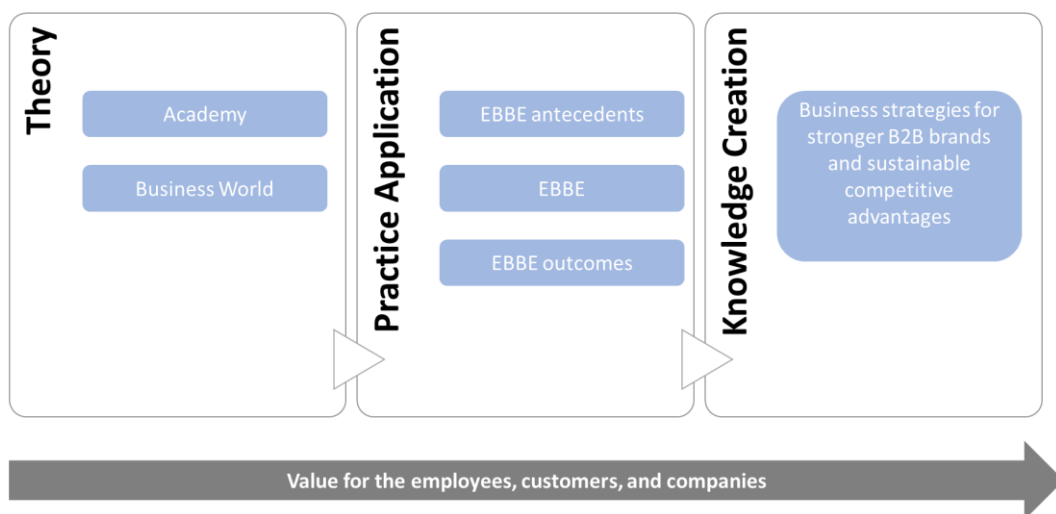 Theory
Academy
Business World
Practice Application
EBBE antecedents
EBBE
EBBE outcomes
Knowledge Creation
Business strategies for
stronger B2B brands
and sustainable
competitive
advantages
Value for the employees, customers, and companies